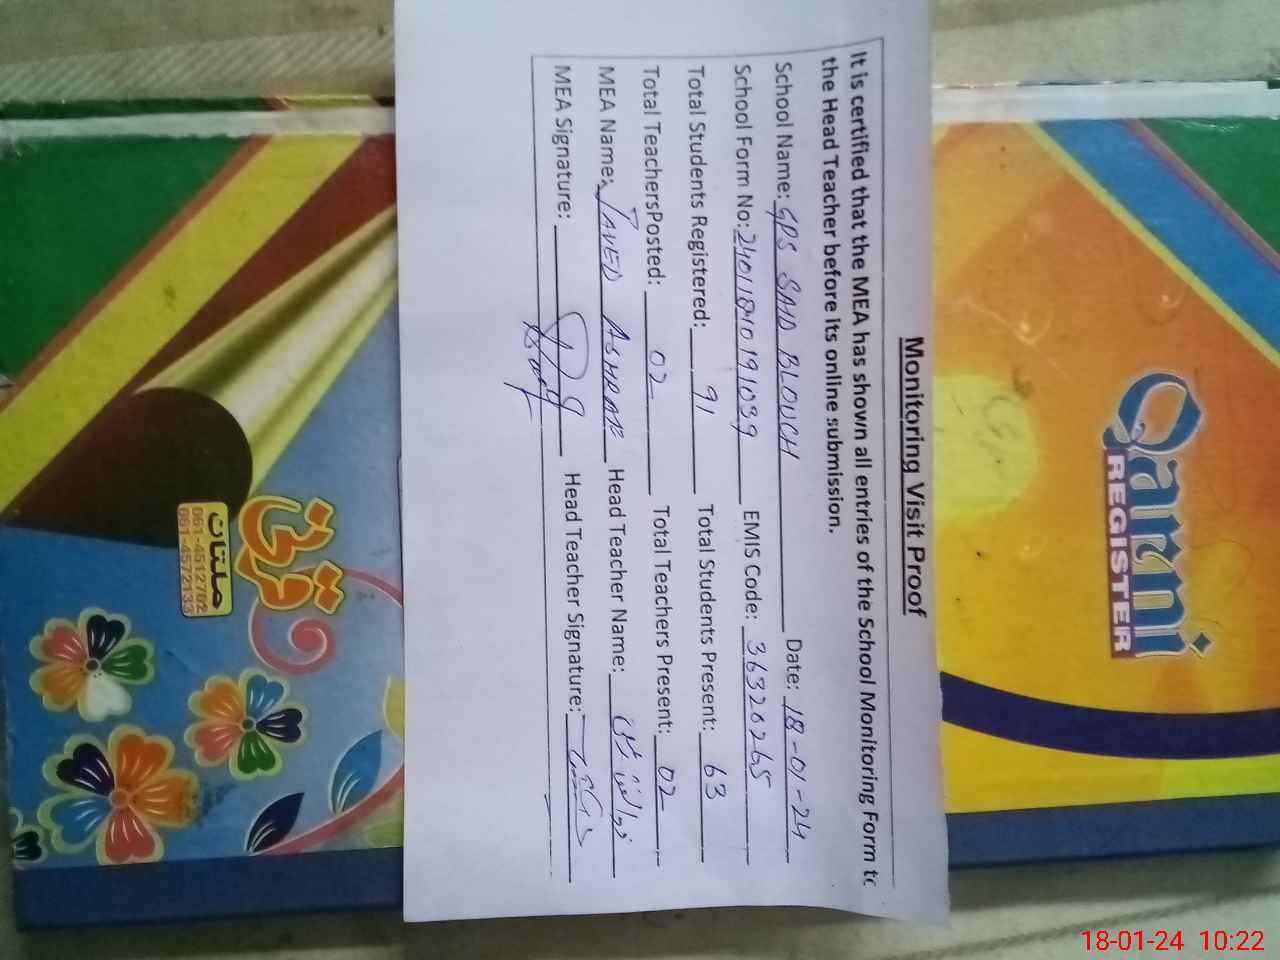 Monitoring Visit Proof
It is certified that the MEA has shown all entries of the School Monitoring Form to
the Head Teacher before its online submission.
School Name: GPS SAHD BLOUCH Date: 18-01-24
School Form No: 24011810191039 EMIS Code: 36320265
Total Students Registered: 91 Total Students Present: 63
Total TeachersPosted: 02 Total Teachers Present: 02
MEA Name: JAVED ASHRAF Head Teacher Name:
MEA Signature: Head Teacher Signature:
Qarni
REGISTER
قرنی
ملتان
061-4512702
061-4572133
18-01-24 10:22